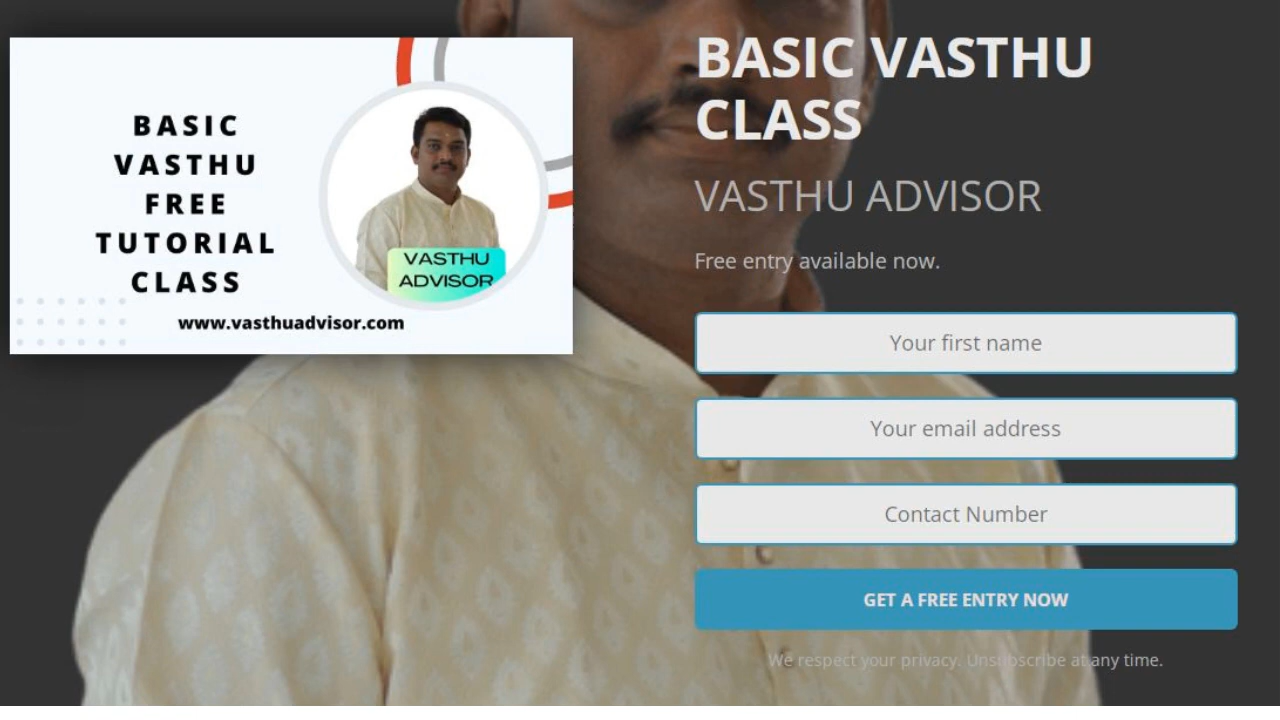 BASIC
VASTHU
FREE
TUTORIAL
CLASS
www.vasthuadvisor.com
VASTHU
ADVISOR
BASIC VASTHU
CLASS
VASTHU ADVISOR
Free entry available now.
Your first name
Your email address
Contact Number
GET A FREE ENTRY NOW
We respect your privacy. Unsubscribe at any time.